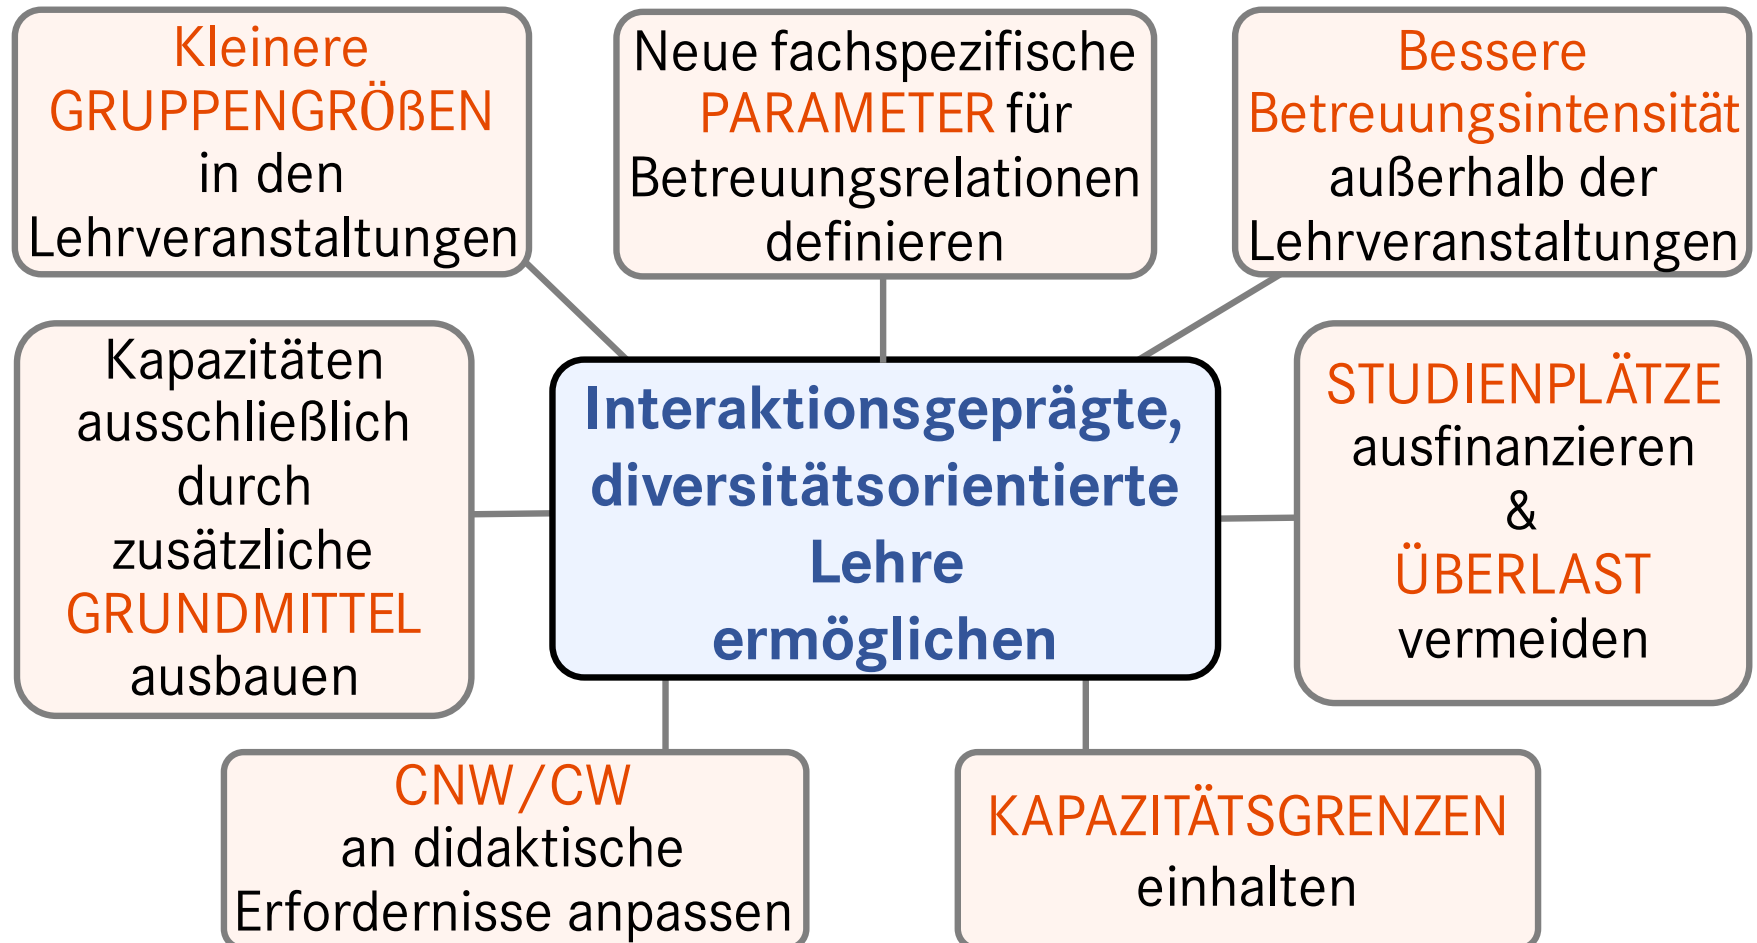 Kleinere
GRUPPENGRÖßEN
in den
Lehrveranstaltungen
Neue fachspezifische
PARAMETER für
Betreuungsrelationen
definieren
Bessere
Betreuungsintensität
außerhalb der
Lehrveranstaltungen
Kapazitäten
ausschließlich
durch
zusätzliche
GRUNDMITTEL
ausbauen
Interaktionsgeprägte,
diversitätsorientierte
Lehre
ermöglichen
STUDIENPLÄTZE
ausfinanzieren
&
ÜBERLAST
vermeiden
CNW/CW
an didaktische
Erfordernisse anpassen
KAPAZITÄTSGRENZEN
einhalten